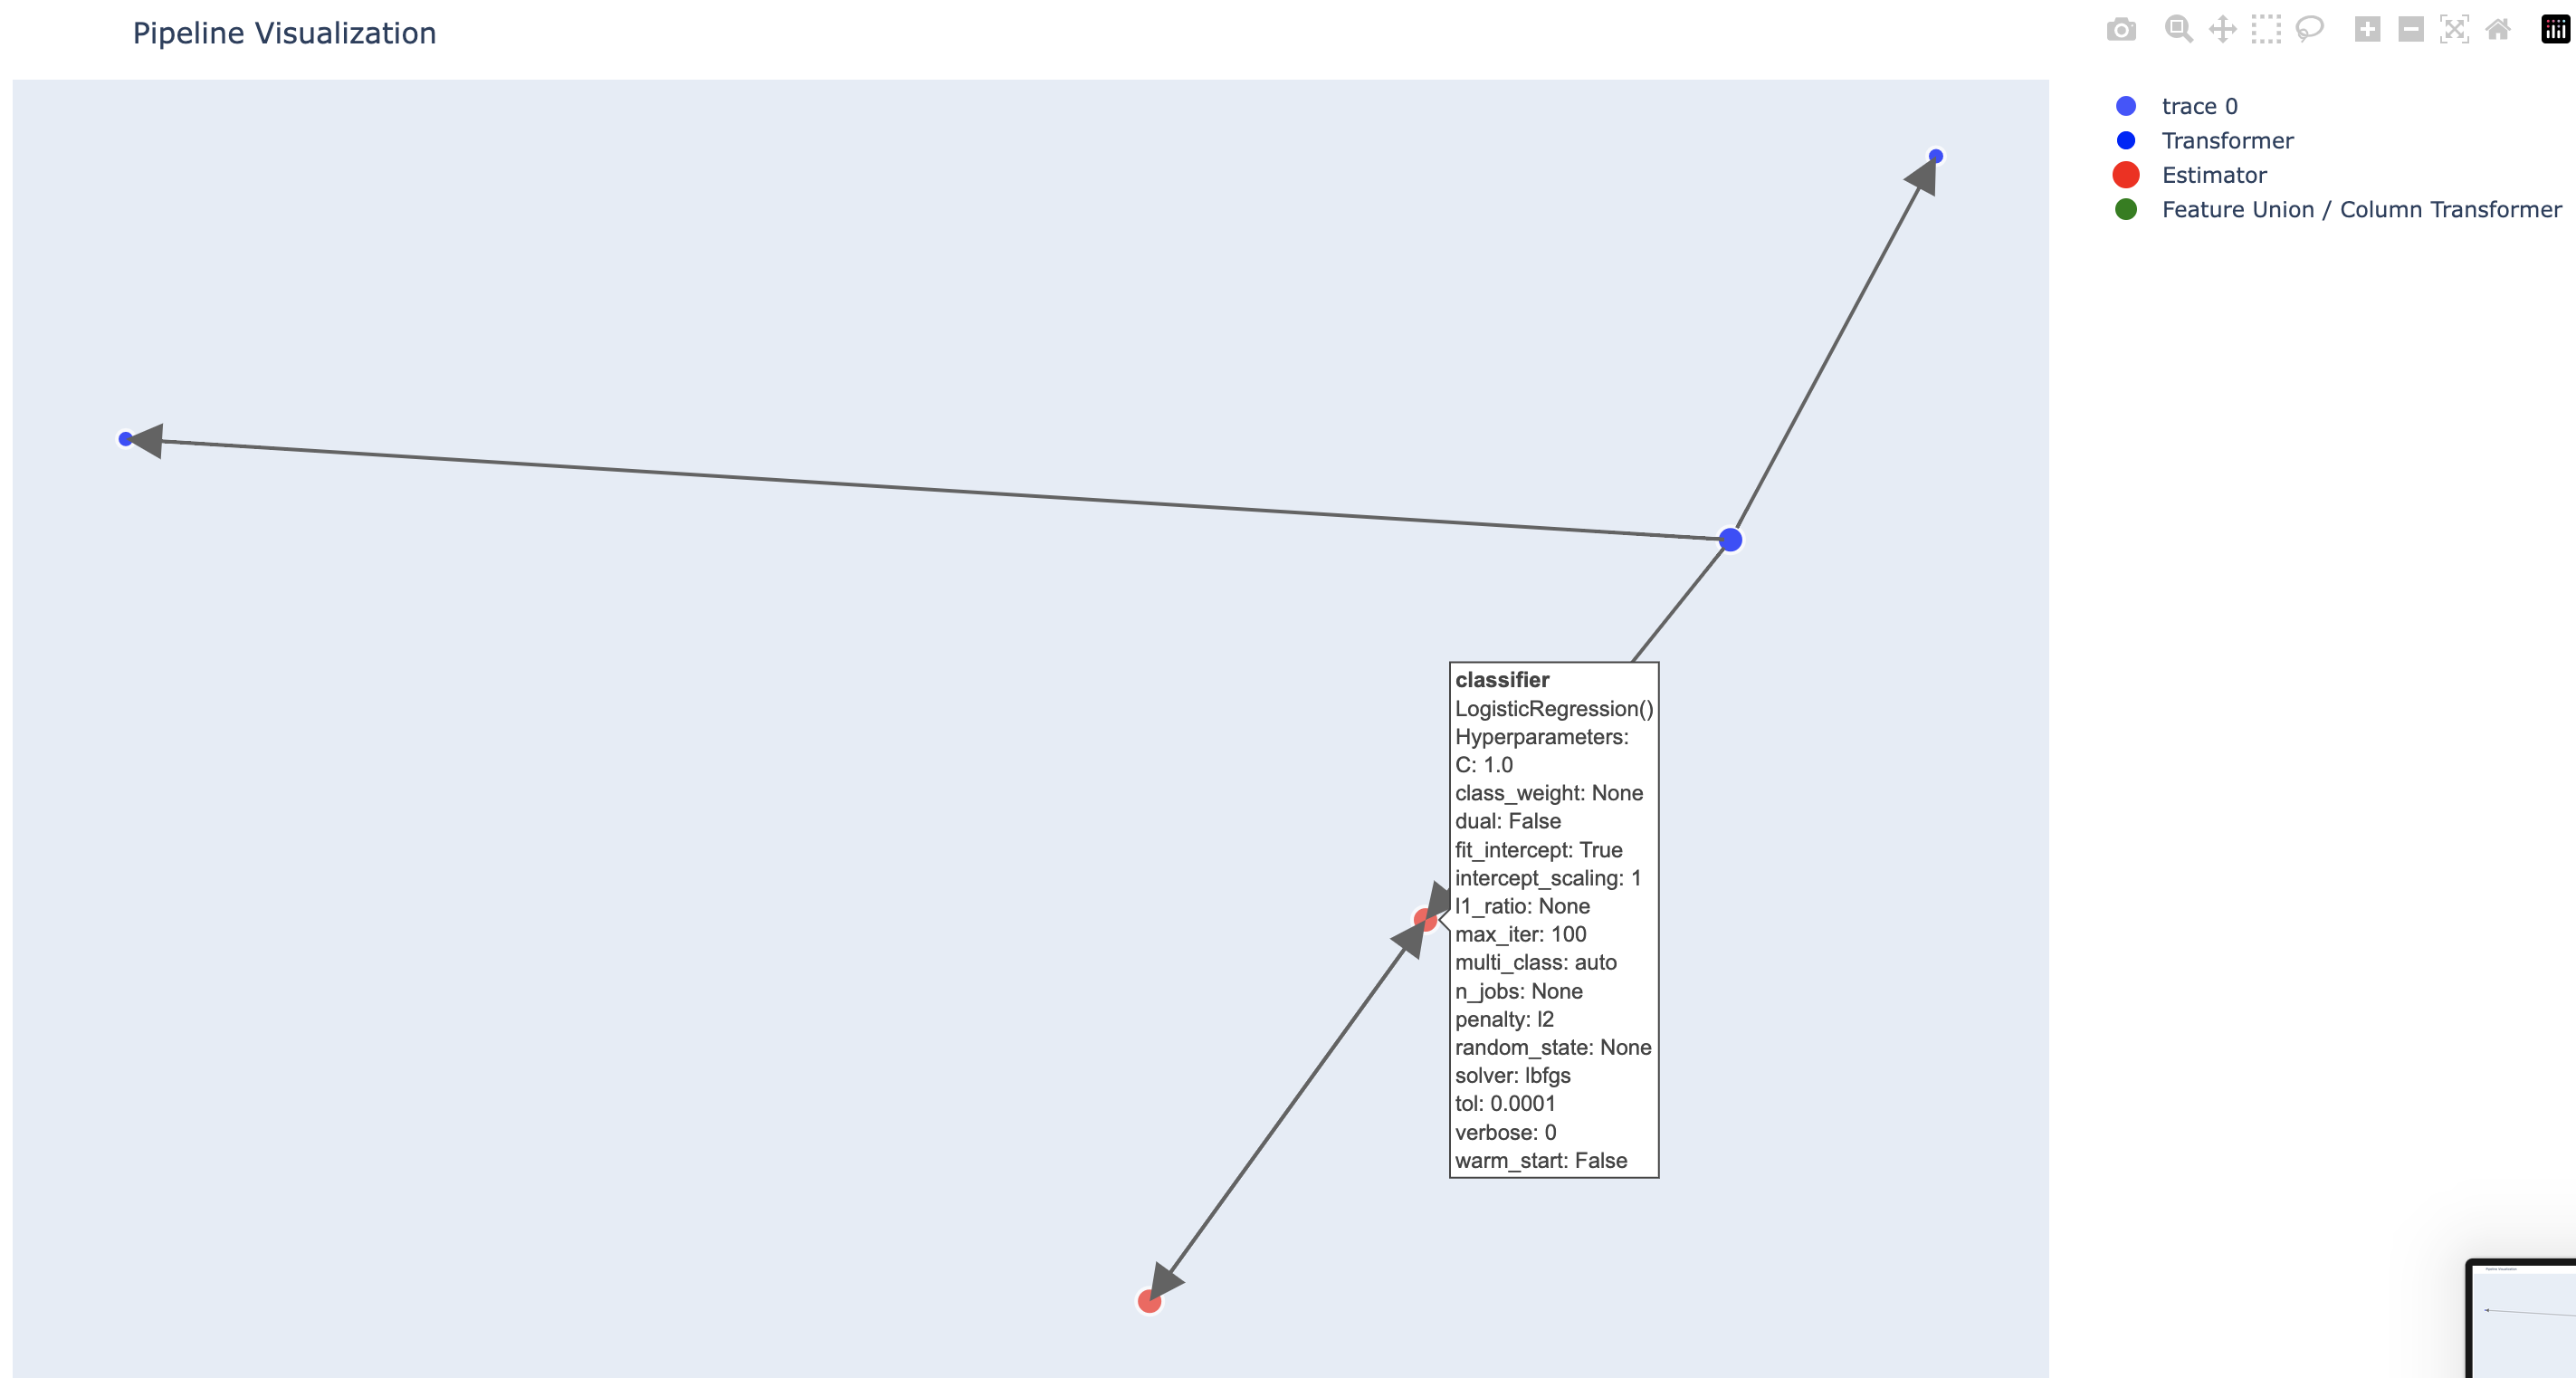 Pipeline Visualization
trace 0
Transformer
Estimator
Feature Union / Column Transformer
classifier
LogisticRegression()
Hyperparameters:
C: 1.0
class_weight: None
dual: False
fit_intercept: True
intercept_scaling: 1
l1_ratio: None
max_iter: 100
multi_class: auto
n_jobs: None
penalty: l2
random_state: None
solver: lbfgs
tol: 0.0001
verbose: 0
warm_start: False
Pipeline Visualization